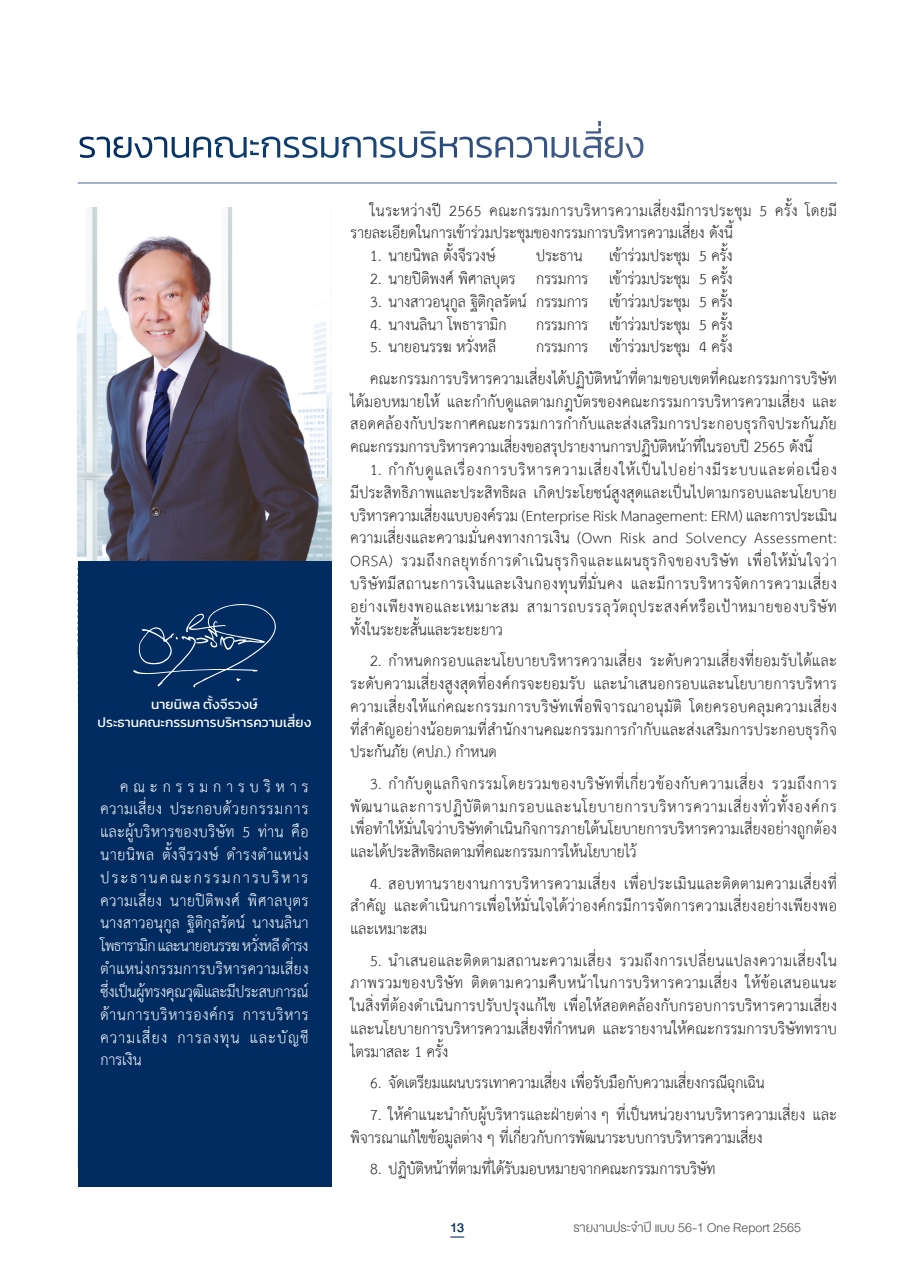 รายงานคณะกรรมการบริหารความเสี่ยง
นายนิพล ตั้งจีรวงษ์
ประธานคณะกรรมการบริหารความเสี่ยง
คณะกรรมการบริหาร
ความเสี่ยง ประกอบด้วยกรรมการ
และผู้บริหารของบริษัท 5 ท่าน คือ
นายนิพล ตั้งจีรวงษ์ ดำรงตำแหน่ง
ประธานคณะกรรมการบริหาร
ความเสี่ยง นายปิติพงศ์ พิศาลบุตร
นางสาวอนุกูล ฐิติกุลรัตน์ นางนลินา
โพธารามิก และนายอนรรฆ หวั่งหลี ดำรง
ตำแหน่งกรรมการบริหารความเสี่ยง
ซึ่งเป็นผู้ทรงคุณวุฒิและมีประสบการณ์
ด้านการบริหารองค์กร การบริหาร
ความเสี่ยง การลงทุน และบัญชี
การเงิน
ในระหว่างปี 2565 คณะกรรมการบริหารความเสี่ยงมีการประชุม 5 ครั้ง โดยมี
รายละเอียดในการเข้าร่วมประชุมของกรรมการบริหารความเสี่ยง ดังนี้
1. นายนิพล ตั้งจีรวงษ์ ประธาน เข้าร่วมประชุม 5 ครั้ง
2. นายปิติพงศ์ พิศาลบุตร กรรมการ เข้าร่วมประชุม 5 ครั้ง
3. นางสาวอนุกูล ฐิติกุลรัตน์ กรรมการ เข้าร่วมประชุม 5 ครั้ง
4. นางนลินา โพธารามิก กรรมการ เข้าร่วมประชุม 5 ครั้ง
5. นายอนรรฆ หวั่งหลี กรรมการ เข้าร่วมประชุม 4 ครั้ง
คณะกรรมการบริหารความเสี่ยงได้ปฏิบัติหน้าที่ตามขอบเขตที่คณะกรรมการบริษัท
ได้มอบหมายให้ และกำกับดูแลตามกฎบัตรของคณะกรรมการบริหารความเสี่ยง และ
สอดคล้องกับประกาศคณะกรรมการกำกับและส่งเสริมการประกอบธุรกิจประกันภัย
คณะกรรมการบริหารความเสี่ยงขอสรุปรายงานการปฏิบัติหน้าที่ในรอบปี 2565 ดังนี้
1. กำกับดูแลเรื่องการบริหารความเสี่ยงให้เป็นไปอย่างมีระบบและต่อเนื่อง
มีประสิทธิภาพและประสิทธิผล เกิดประโยชน์สูงสุดและเป็นไปตามกรอบและนโยบาย
บริหารความเสี่ยงแบบองค์รวม (Enterprise Risk Management: ERM) และการประเมิน
ความเสี่ยงและความมั่นคงทางการเงิน (Own Risk and Solvency Assessment:
ORSA) รวมถึงกลยุทธ์การดำเนินธุรกิจและแผนธุรกิจของบริษัท เพื่อให้มั่นใจว่า
บริษัทมีสถานะการเงินและเงินกองทุนที่มั่นคง และมีการบริหารจัดการความเสี่ยง
อย่างเพียงพอและเหมาะสม สามารถบรรลุวัตถุประสงค์หรือเป้าหมายของบริษัท
ทั้งในระยะสั้นและระยะยาว
2. กำหนดกรอบและนโยบายบริหารความเสี่ยง ระดับความเสี่ยงที่ยอมรับได้และ
ระดับความเสี่ยงสูงสุดที่องค์กรจะยอมรับ และนำเสนอกรอบและนโยบายการบริหาร
ความเสี่ยงให้แก่คณะกรรมการบริษัทเพื่อพิจารณาอนุมัติ โดยครอบคลุมความเสี่ยง
ที่สำคัญอย่างน้อยตามที่สำนักงานคณะกรรมการกำกับและส่งเสริมการประกอบธุรกิจ
ประกันภัย (คปภ.) กำหนด
3. กำกับดูแลกิจกรรมโดยรวมของบริษัทที่เกี่ยวข้องกับความเสี่ยง รวมถึงการ
พัฒนาและการปฏิบัติตามกรอบและนโยบายการบริหารความเสี่ยงทั่วทั้งองค์กร
เพื่อทำให้มั่นใจว่าบริษัทดำเนินกิจการภายใต้นโยบายการบริหารความเสี่ยงอย่างถูกต้อง
และได้ประสิทธิผลตามที่คณะกรรมการให้นโยบายไว้
4. สอบทานรายงานการบริหารความเสี่ยง เพื่อประเมินและติดตามความเสี่ยงที่
สำคัญ และดำเนินการเพื่อให้มั่นใจได้ว่าองค์กรมีการจัดการความเสี่ยงอย่างเพียงพอ
และเหมาะสม
5. นำเสนอและติดตามสถานะความเสี่ยง รวมถึงการเปลี่ยนแปลงความเสี่ยงใน
ภาพรวมของบริษัท ติดตามความคืบหน้าในการบริหารความเสี่ยง ให้ข้อเสนอแนะ
ในสิ่งที่ต้องดำเนินการปรับปรุงแก้ไข เพื่อให้สอดคล้องกับกรอบการบริหารความเสี่ยง
และนโยบายการบริหารความเสี่ยงที่กำหนด และรายงานให้คณะกรรมการบริษัททราบ
ไตรมาสละ 1 ครั้ง
6. จัดเตรียมแผนบรรเทาความเสี่ยง เพื่อรับมือกับความเสี่ยงกรณีฉุกเฉิน
7. ให้คำแนะนำกับผู้บริหารและฝ่ายต่าง ๆ ที่เป็นหน่วยงานบริหารความเสี่ยง และ
พิจารณาแก้ไขข้อมูลต่าง ๆ ที่เกี่ยวกับการพัฒนาระบบการบริหารความเสี่ยง
8. ปฏิบัติหน้าที่ตามที่ได้รับมอบหมายจากคณะกรรมการบริษัท
13 รายงานประจำปี แบบ 56-1 One Report 2565